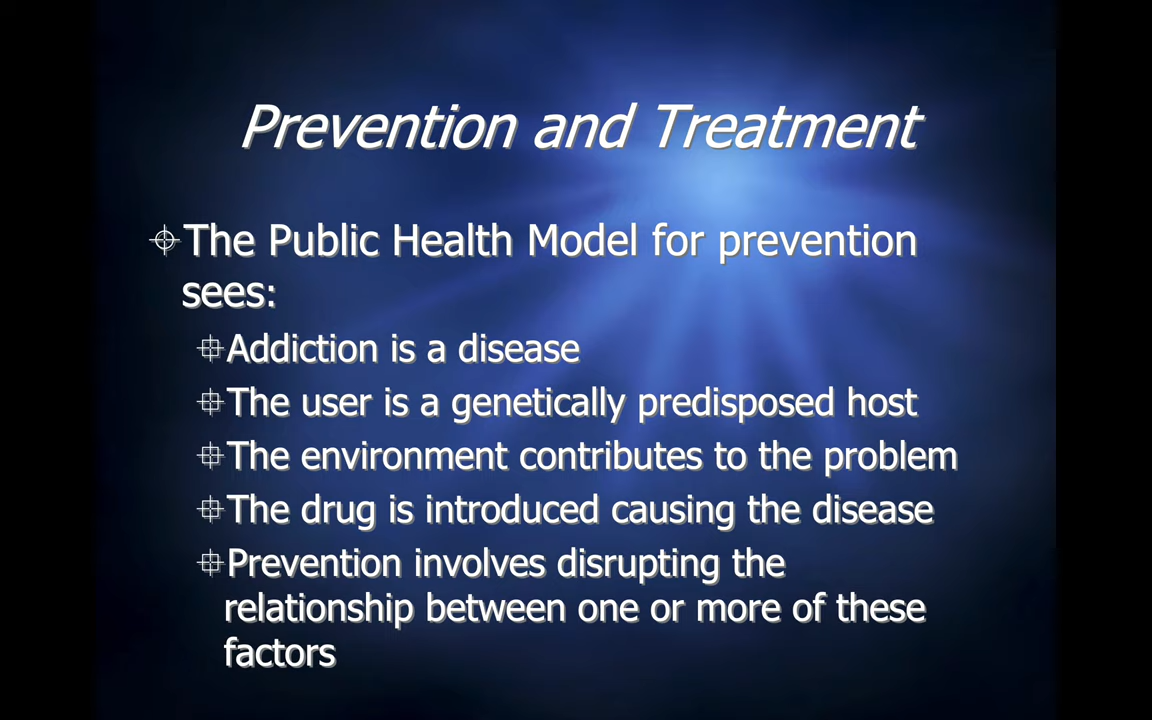 Prevention and Treatment
The Public Health Model for prevention
sees:
Addiction is a disease
The user is a genetically predisposed host
The environment contributes to the problem
The drug is introduced causing the disease
Prevention involves disrupting the
relationship between one or more of these
factors